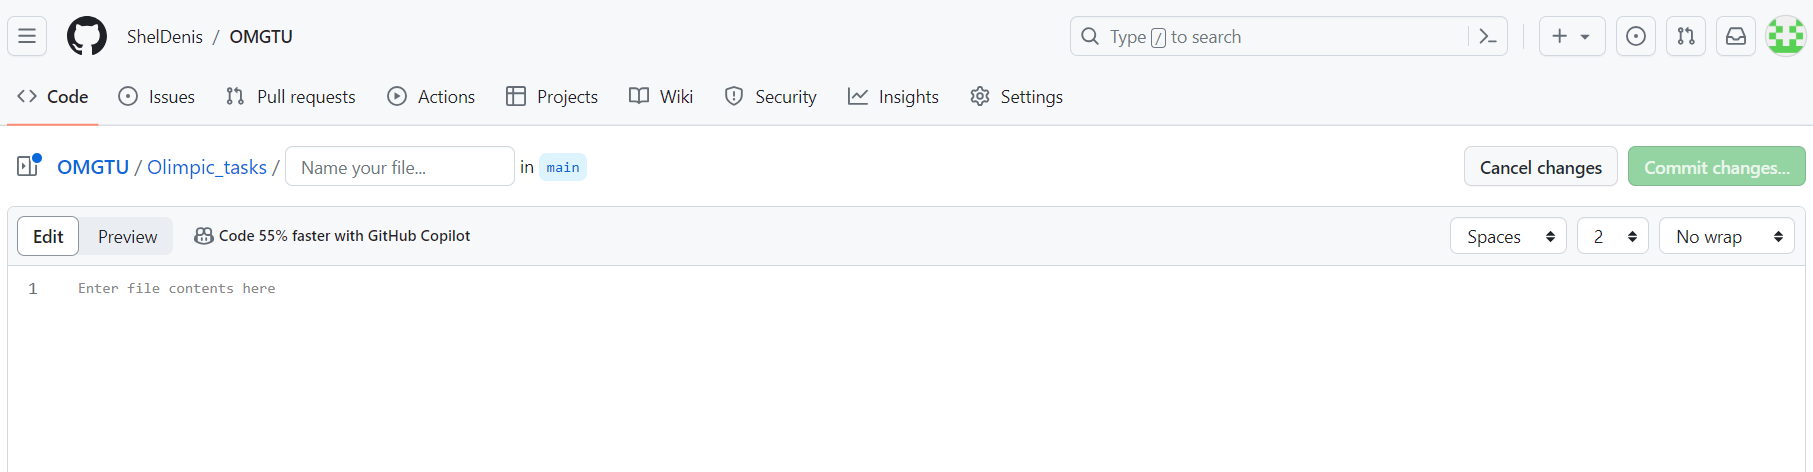 ShelDenis / OMGTU Type / to search
Code Issues Pull requests Actions Projects Wiki Security Insights Settings
OMGTU / Olimpic_tasks / Name your file... in main Cancel changes Commit changes...
Edit Preview Code 55% faster with GitHub Copilot Spaces 2 No wrap
1 Enter file contents here